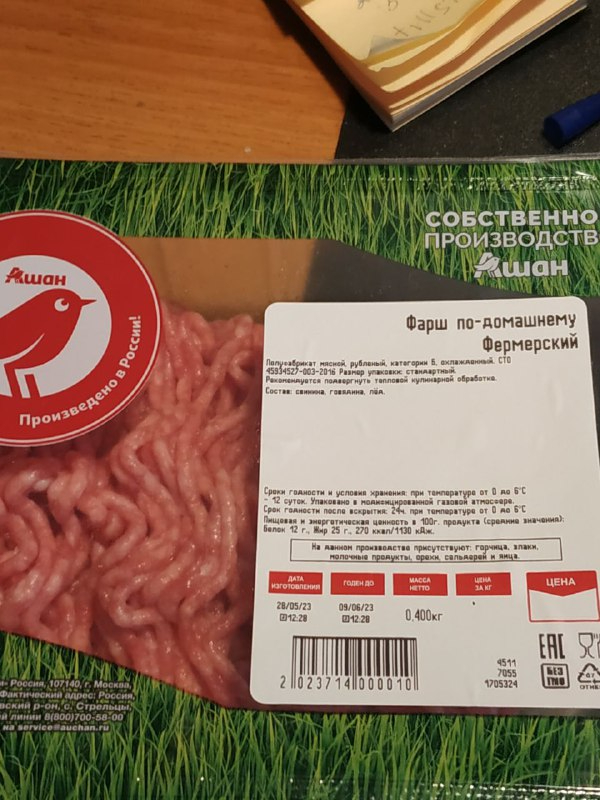 СОБСТВЕННО
ПРОИЗВОДСТВ
Ашан
Ашан
Произведено в России!
Фарш по-домашнему
Фермерский
Полуфабрикат мясной, рубленый, категории Б, охлажденный. СТО
45934527-003-2016 Размер упаковки: стандартный.
Рекомендуется подвергнуть тепловой кулинарной обработке.
Состав: свинина, говядина, лёд.
Сроки годности и условия хранения: при температуре от 0 до 6°С
- 12 суток. Упаковано в модифицированной газовой атмосфере.
Срок годности после вскрытия: 24ч. при температуре от 0 до 6°С
Пищевая и энергетическая ценность в 100г. продукта (средние значения):
Белок 12 г., Жир 25 г., 270 ккал/1130 кДж.
На данном производстве присутствуют: горчица, злаки,
молочные продукты, орехи, сельдерей и яйца.
ДАТА ИЗГОТОВЛЕНИЯ
ГОДЕН ДО
МАССА НЕТТО
ЦЕНА ЗА КГ
ЦЕНА
28/05/23
09/06/23
0,400кг
12:28
12:28
2 023714 000010
4511
7055
1705324
EAC
БЕЗ
ГМО
Россия, 107140, г. Москва,
Фактический адрес: Россия,
вский р-он, с. Стрельцы,
й линии 8(800)700-58-00
на service@auchan.ru